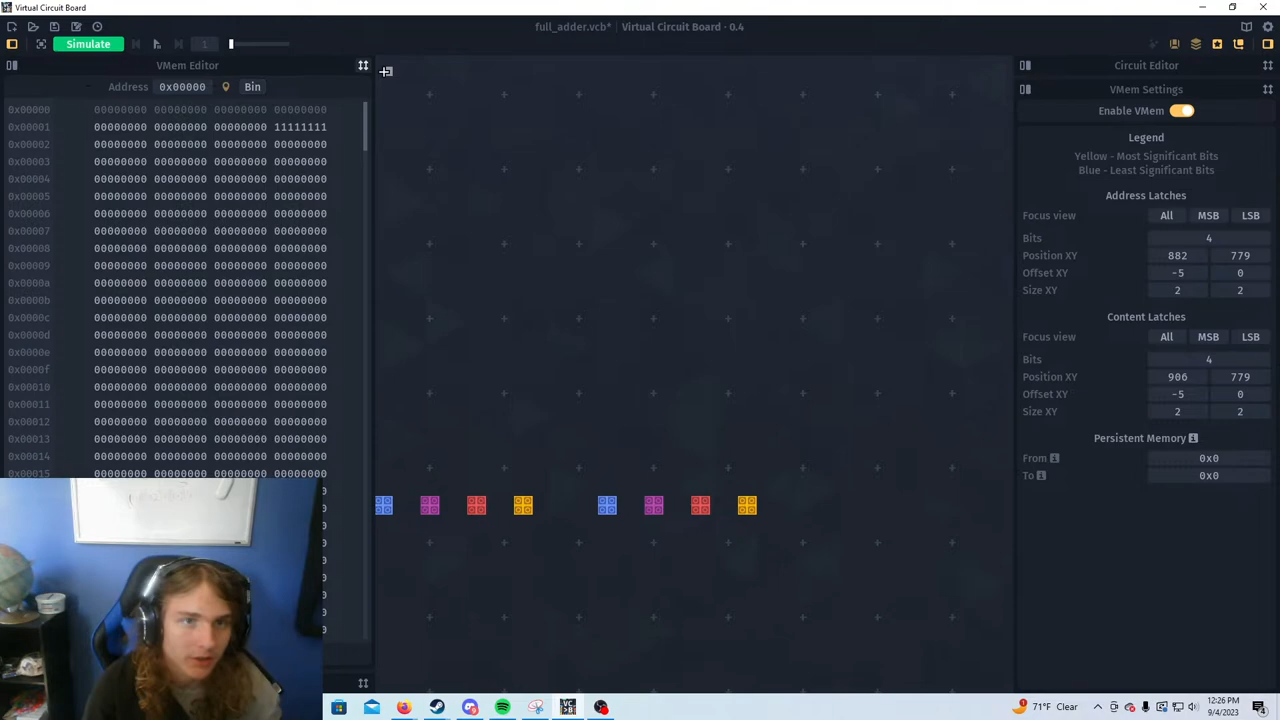 Virtual Circuit Board
full_adder.vcb* | Virtual Circuit Board - 0.4
Simulate
1
VMem Editor
Address 0x00000 Bin
0x00000 00000000 00000000 00000000 00000000
0x00001 00000000 00000000 00000000 11111111
0x00002 00000000 00000000 00000000 00000000
0x00003 00000000 00000000 00000000 00000000
0x00004 00000000 00000000 00000000 00000000
0x00005 00000000 00000000 00000000 00000000
0x00006 00000000 00000000 00000000 00000000
0x00007 00000000 00000000 00000000 00000000
0x00008 00000000 00000000 00000000 00000000
0x00009 00000000 00000000 00000000 00000000
0x0000a 00000000 00000000 00000000 00000000
0x0000b 00000000 00000000 00000000 00000000
0x0000c 00000000 00000000 00000000 00000000
0x0000d 00000000 00000000 00000000 00000000
0x0000e 00000000 00000000 00000000 00000000
0x0000f 00000000 00000000 00000000 00000000
0x00010 00000000 00000000 00000000 00000000
0x00011 00000000 00000000 00000000 00000000
0x00012 00000000 00000000 00000000 00000000
0x00013 00000000 00000000 00000000 00000000
0x00014 00000000 00000000 00000000 00000000
0x00015 00000000 00000000 00000000 00000000
Circuit Editor
VMem Settings
Enable VMem
Legend
Yellow - Most Significant Bits
Blue - Least Significant Bits
Address Latches
Focus view All MSB LSB
Bits 4
Position XY 882 779
Offset XY -5 0
Size XY 2 2
Content Latches
Focus view All MSB LSB
Bits 4
Position XY 906 779
Offset XY -5 0
Size XY 2 2
Persistent Memory
From 0x0
To 0x0
71°F Clear
12:26 PM
9/4/2023